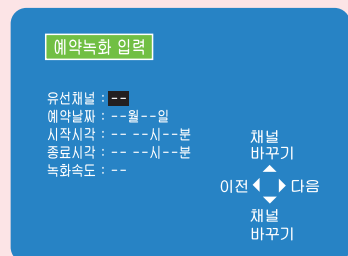 예약녹화 입력
유선채널 : --
예약날짜 : --월--일
시작시각 : -- --시--분
종료시각 : -- --시--분
녹화속도 : --
채널
바꾸기
이전 다음
채널
바꾸기